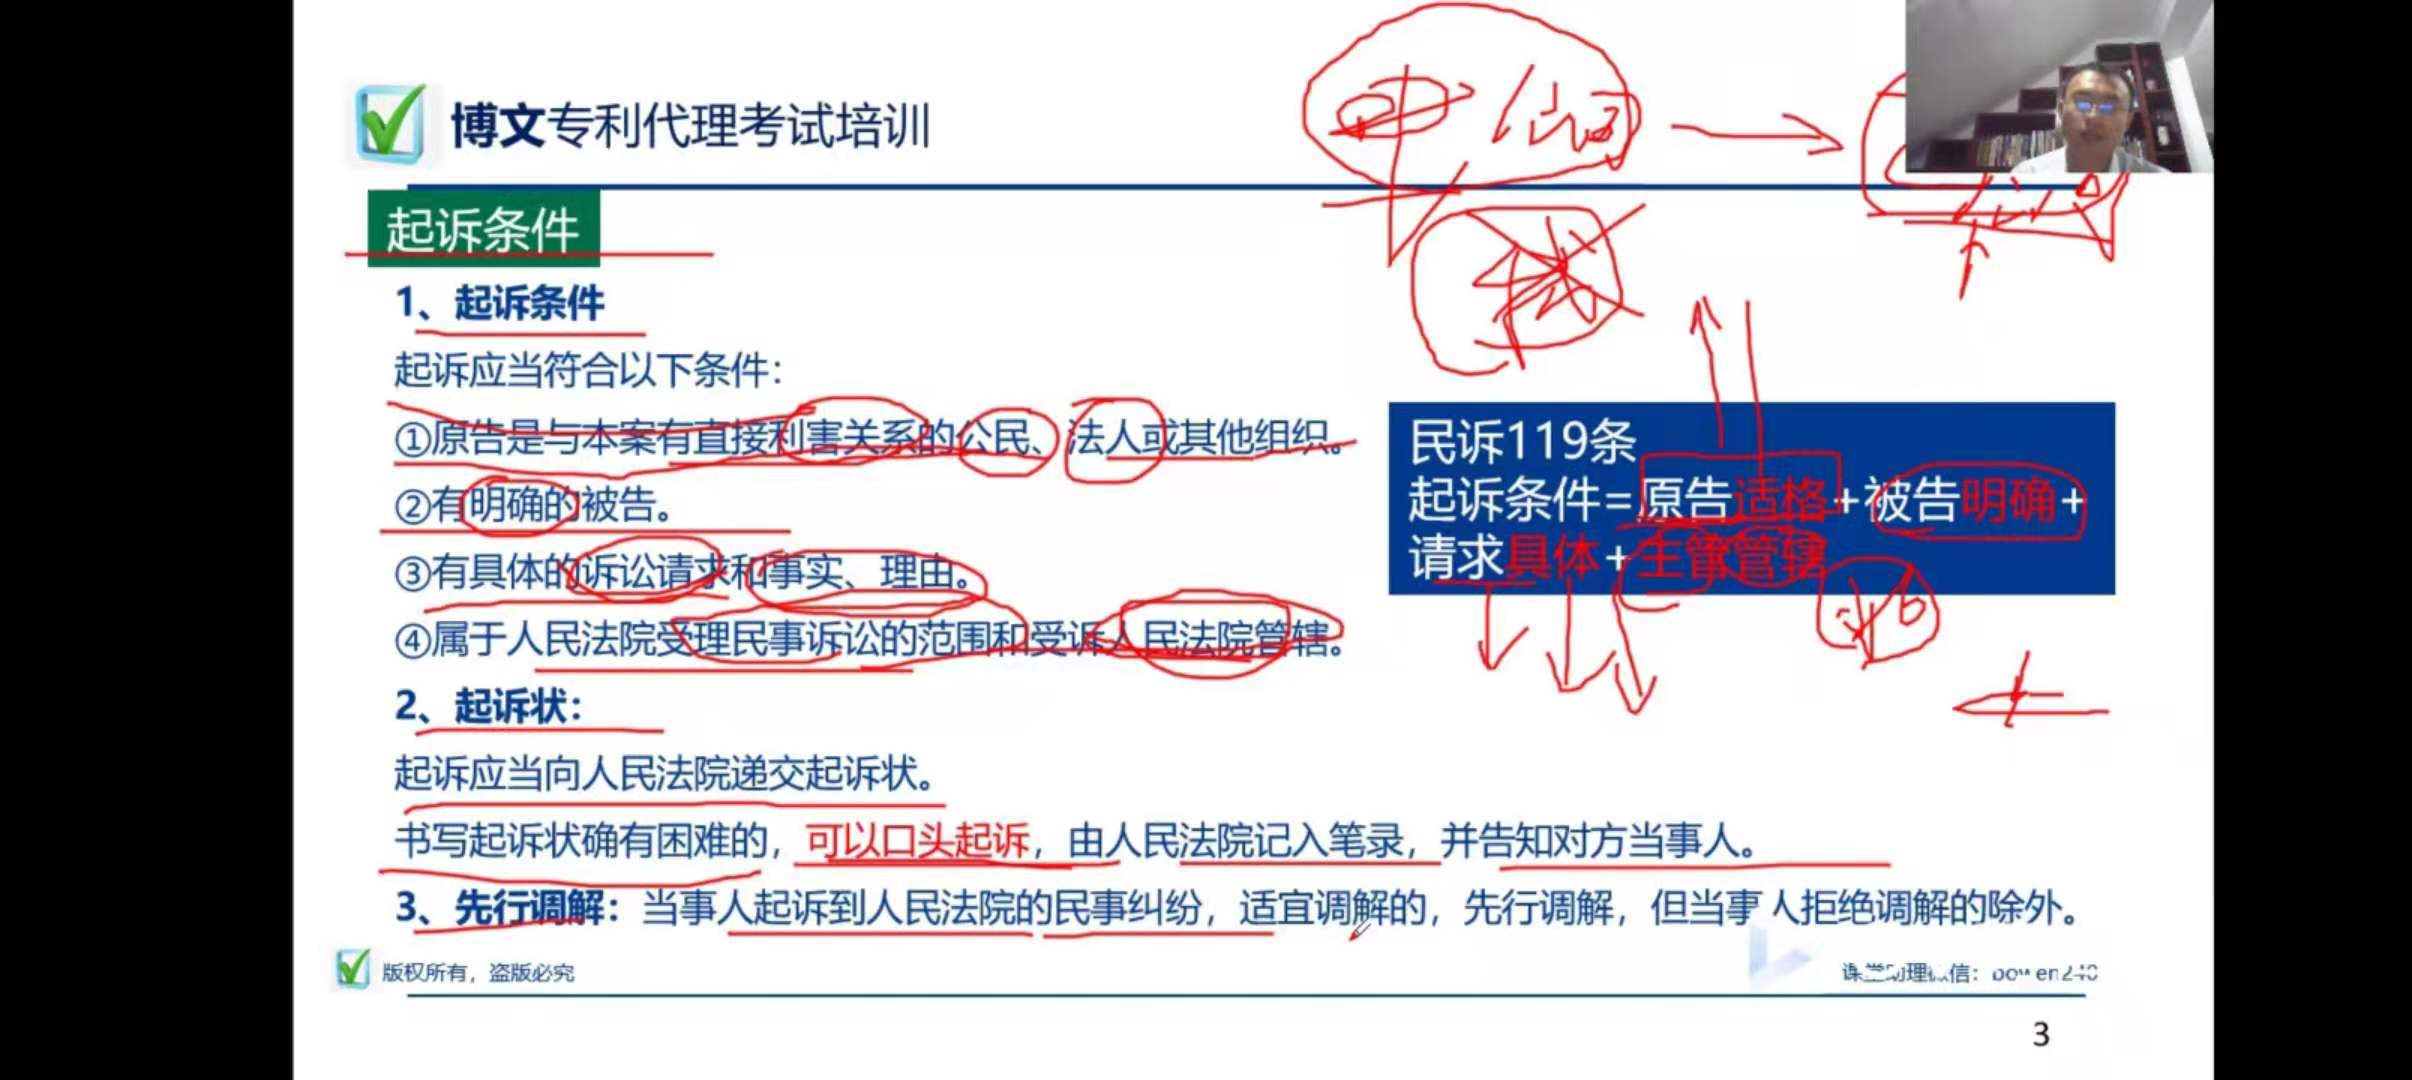 博文专利代理考试培训
起诉条件
1、起诉条件
起诉应当符合以下条件：
①原告是与本案有直接利害关系的公民、法人或其他组织。
②有明确的被告。
③有具体的诉讼请求和事实、理由。
④属于人民法院受理民事诉讼的范围和受诉人民法院管辖。
民诉119条
起诉条件=原告适格+被告明确+
请求具体+主管管辖
2、起诉状：
起诉应当向人民法院递交起诉状。
书写起诉状确有困难的，可以口头起诉，由人民法院记入笔录，并告知对方当事人。
3、先行调解：当事人起诉到人民法院的民事纠纷，适宜调解的，先行调解，但当事人拒绝调解的除外。
版权所有，盗版必究
课堂助理微信：
3